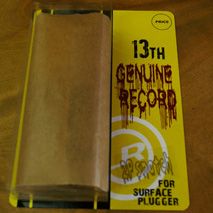 PRICE
13TH
GENUINE
RECORD
R
FOR
SURFACE
PLUGGER